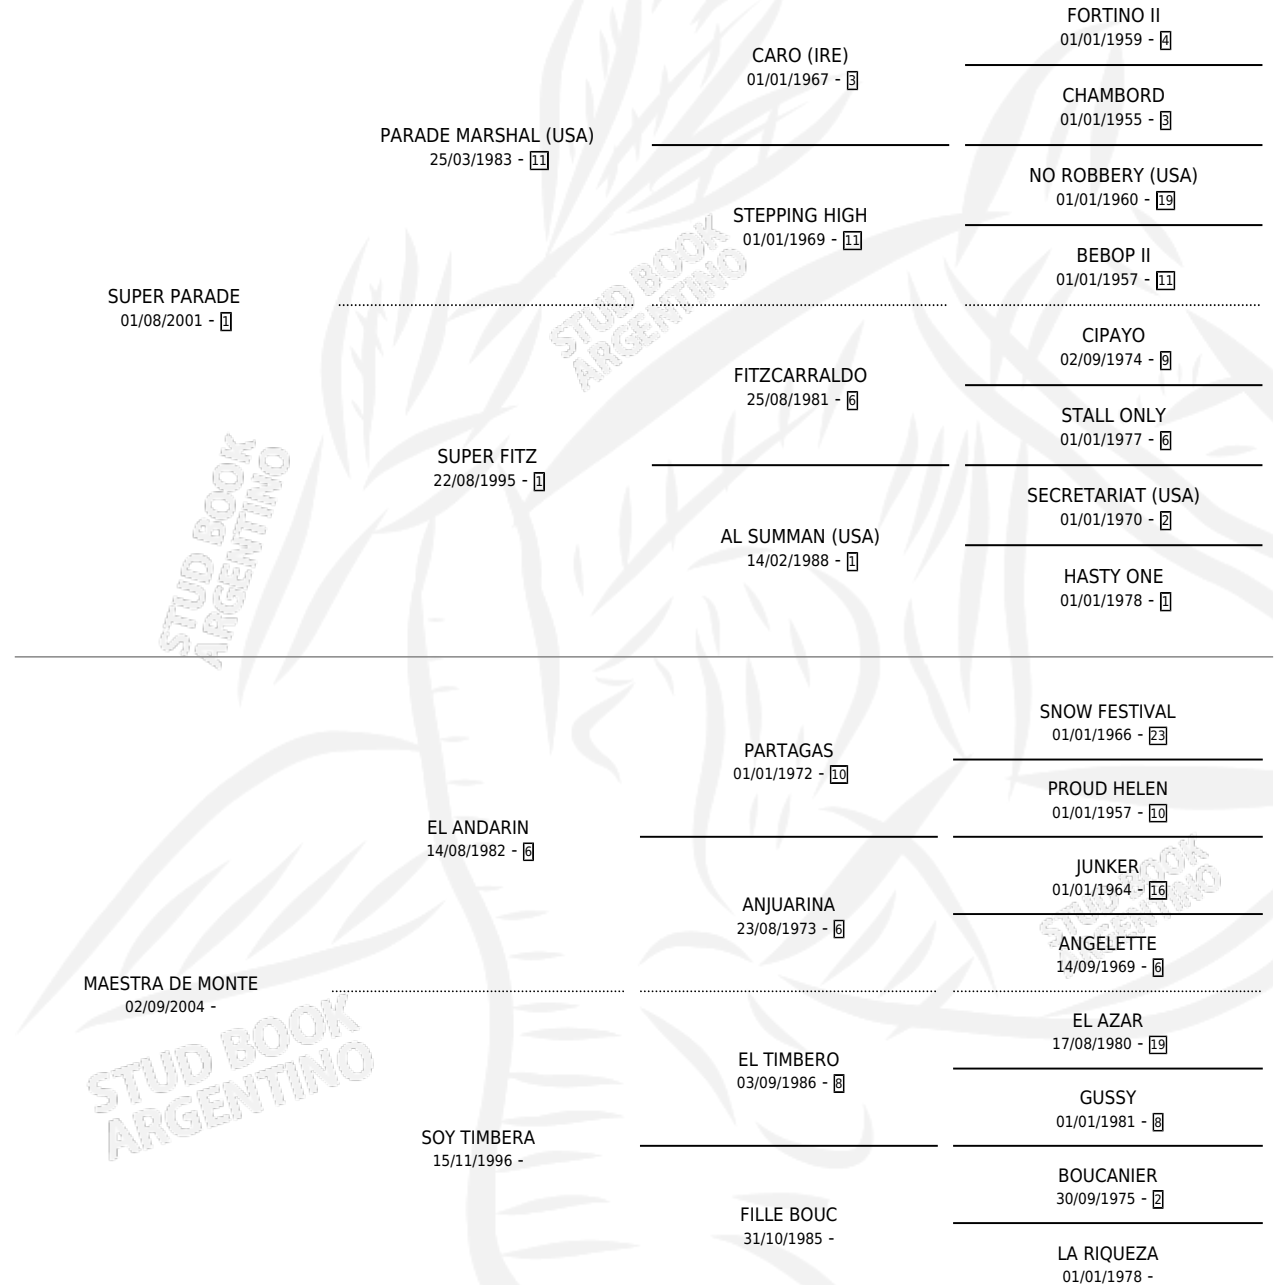 FORTINO II
01/01/1959 - 4
CARO (IRE)
01/01/1967 - 3
CHAMBORD
01/01/1955 - 3
PARADE MARSHAL (USA)
25/03/1983 - 11
NO ROBBERY (USA)
01/01/1960 - 19
STEPPING HIGH
01/01/1969 - 11
BEBOP II
01/01/1957 - 11
SUPER PARADE
01/08/2001 - 1
CIPAYO
02/09/1974 - 9
FITZCARRALDO
25/08/1981 - 6
STALL ONLY
01/01/1977 - 6
SUPER FITZ
22/08/1995 - 1
SECRETARIAT (USA)
01/01/1970 - 2
AL SUMMAN (USA)
14/02/1988 - 1
HASTY ONE
01/01/1978 - 1
SNOW FESTIVAL
01/01/1966 - 23
PARTAGAS
01/01/1972 - 10
PROUD HELEN
01/01/1957 - 10
EL ANDARIN
14/08/1982 - 6
JUNKER
01/01/1964 - 16
ANJUARINA
23/08/1973 - 6
ANGELETTE
14/09/1969 - 6
MAESTRA DE MONTE
02/09/2004 -
EL AZAR
17/08/1980 - 19
EL TIMBERO
03/09/1986 - 8
GUSSY
01/01/1981 - 8
SOY TIMBERA
15/11/1996 -
BOUCANIER
30/09/1975 - 2
FILLE BOUC
31/10/1985 -
LA RIQUEZA
01/01/1978 -
STUD BOOK
ARGENTINO
STUD BOOK
ARGENTINO
STUD BOOK
ARGENTINO
STUD BOOK
ARGENTINO